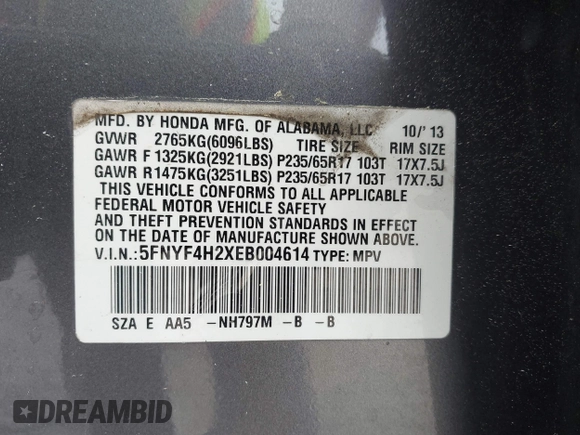 MFD. BY HONDA MFG. OF ALABAMA, LLC. 10/'13
GVWR 2765KG(6096LBS) TIRE SIZE RIM SIZE
GAWR F 1325KG(2921LBS) P235/65R17 103T 17X7.5J
GAWR R1475KG(3251LBS) P235/65R17 103T 17X7.5J
THIS VEHICLE CONFORMS TO ALL APPLICABLE
FEDERAL MOTOR VEHICLE SAFETY
AND THEFT PREVENTION STANDARDS IN EFFECT
ON THE DATE OF MANUFACTURE SHOWN ABOVE.
V.I.N.:5FNYF4H2XEB004614 TYPE: MPV
SZA E AA5 -NH797M -B -B
DREAMBID